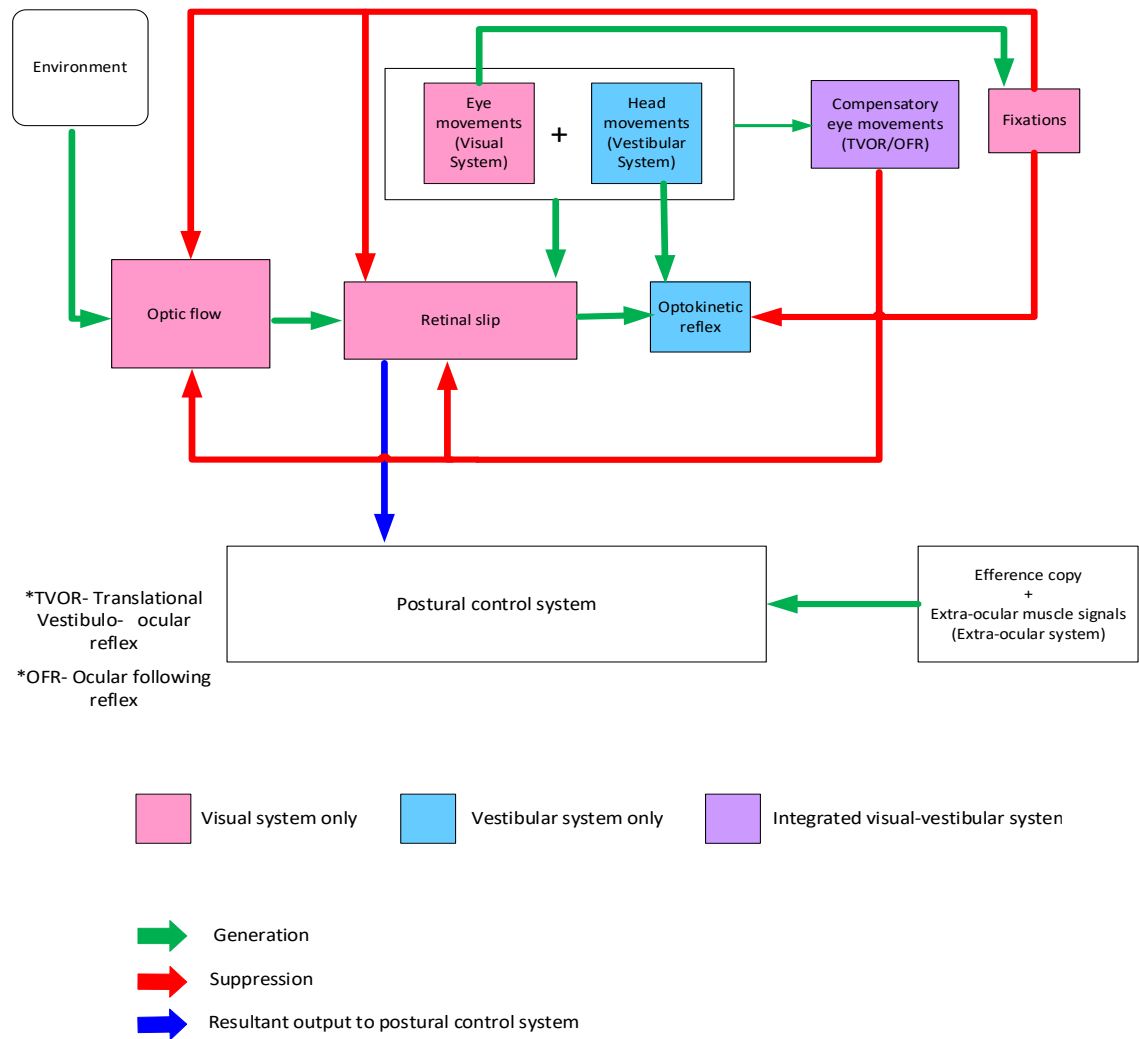 Environment
Eye
movements
(Visual
System)
+
Head
movements
(Vestibular
System)
Compensatory
eye movements
(TVOR/OFR)
Fixations
Optic flow
Retinal slip
Optokinetic
reflex
Postural control system
Efference copy
+
Extra-ocular muscle signals
(Extra-ocular system)
*TVOR- Translational
Vestibulo- ocular
reflex
*OFR- Ocular following
reflex
Visual system only
Vestibular system only
Integrated visual-vestibular systen
Generation
Suppression
Resultant output to postural control system